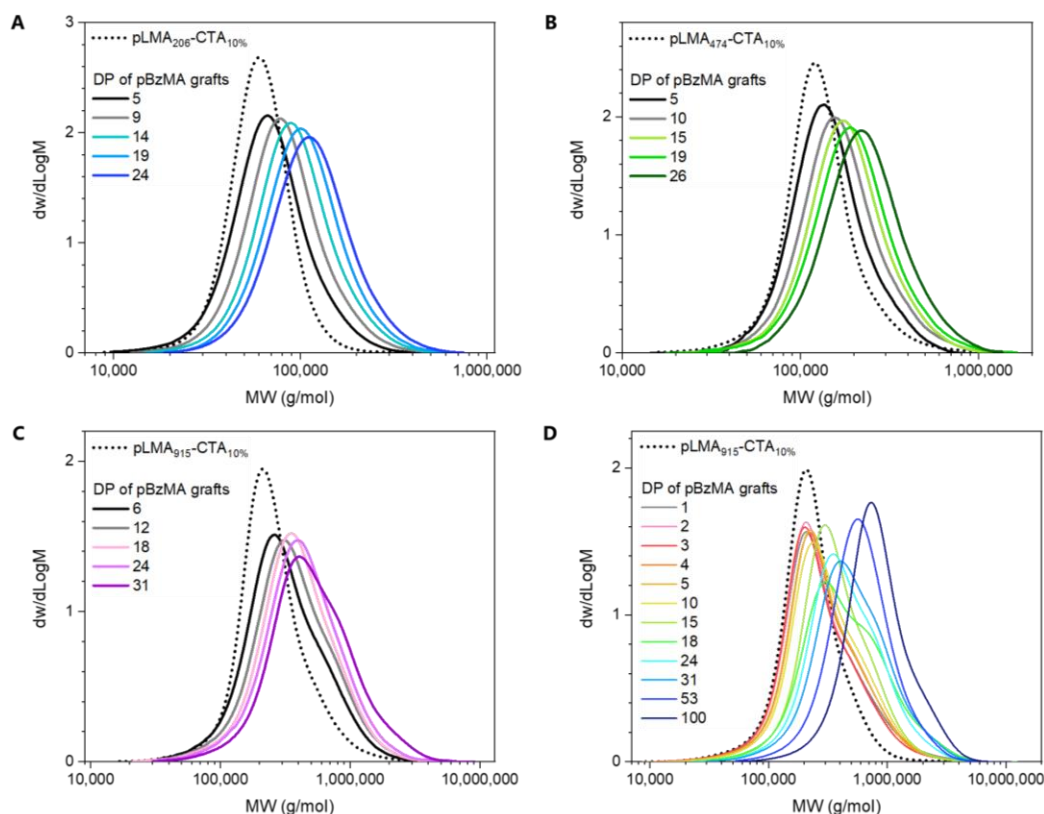 A
pLMA₂₀₆-CTA₁₀%
DP of pBzMA grafts
5
9
14
19
24
3
2
1
0
dw/dLogM
10,000
100,000
1,000,000
MW (g/mol)
B
pLMA₄₇₄-CTA₁₀%
DP of pBzMA grafts
5
10
15
19
26
2
1
0
dw/dLogM
10,000
100,000
1,000,000
MW (g/mol)
C
pLMA₉₁₅-CTA₁₀%
DP of pBzMA grafts
6
12
18
24
31
2
1
0
dw/dLogM
10,000
100,000
1,000,000
10,000,000
MW (g/mol)
D
pLMA₉₁₅-CTA₁₀%
DP of pBzMA grafts
1
2
3
4
5
10
15
18
24
31
53
100
2
1
0
dw/dLogM
10,000
100,000
1,000,000
10,000,000
MW (g/mol)